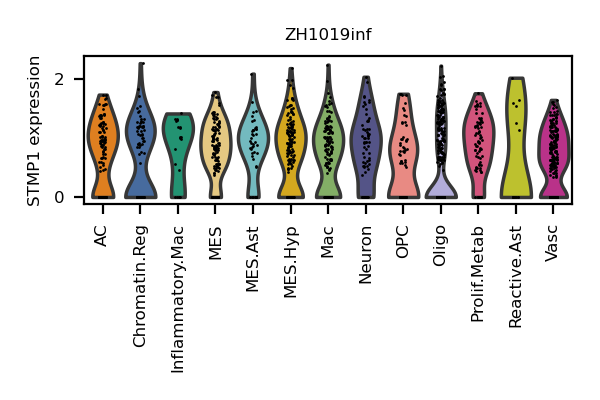 ZH1019inf
STMP1 expression
2
0
AC
Chromatin.Reg
Inflammatory.Mac
MES
MES.Ast
MES.Hyp
Mac
Neuron
OPC
Oligo
Prolif.Metab
Reactive.Ast
Vasc